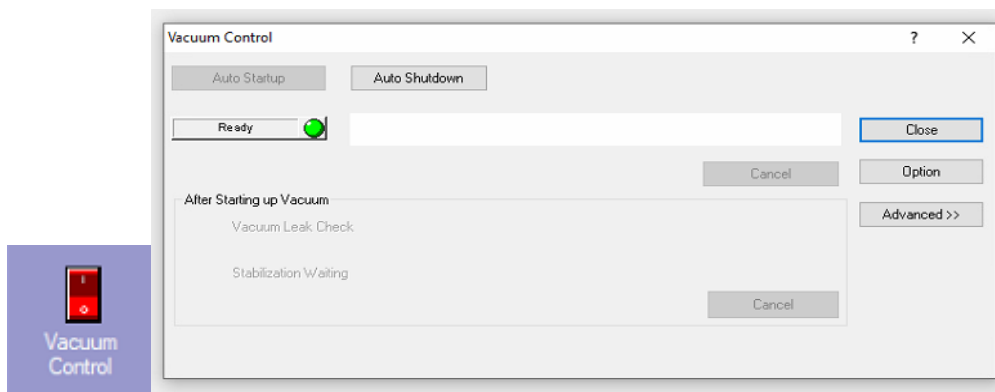 Vacuum Control
?
Auto Startup
Auto Shutdown
Ready
Close
Cancel
Option
After Starting up Vacuum
Advanced >>
Vacuum Leak Check
Stabilization Waiting
Cancel
Vacuum
Control